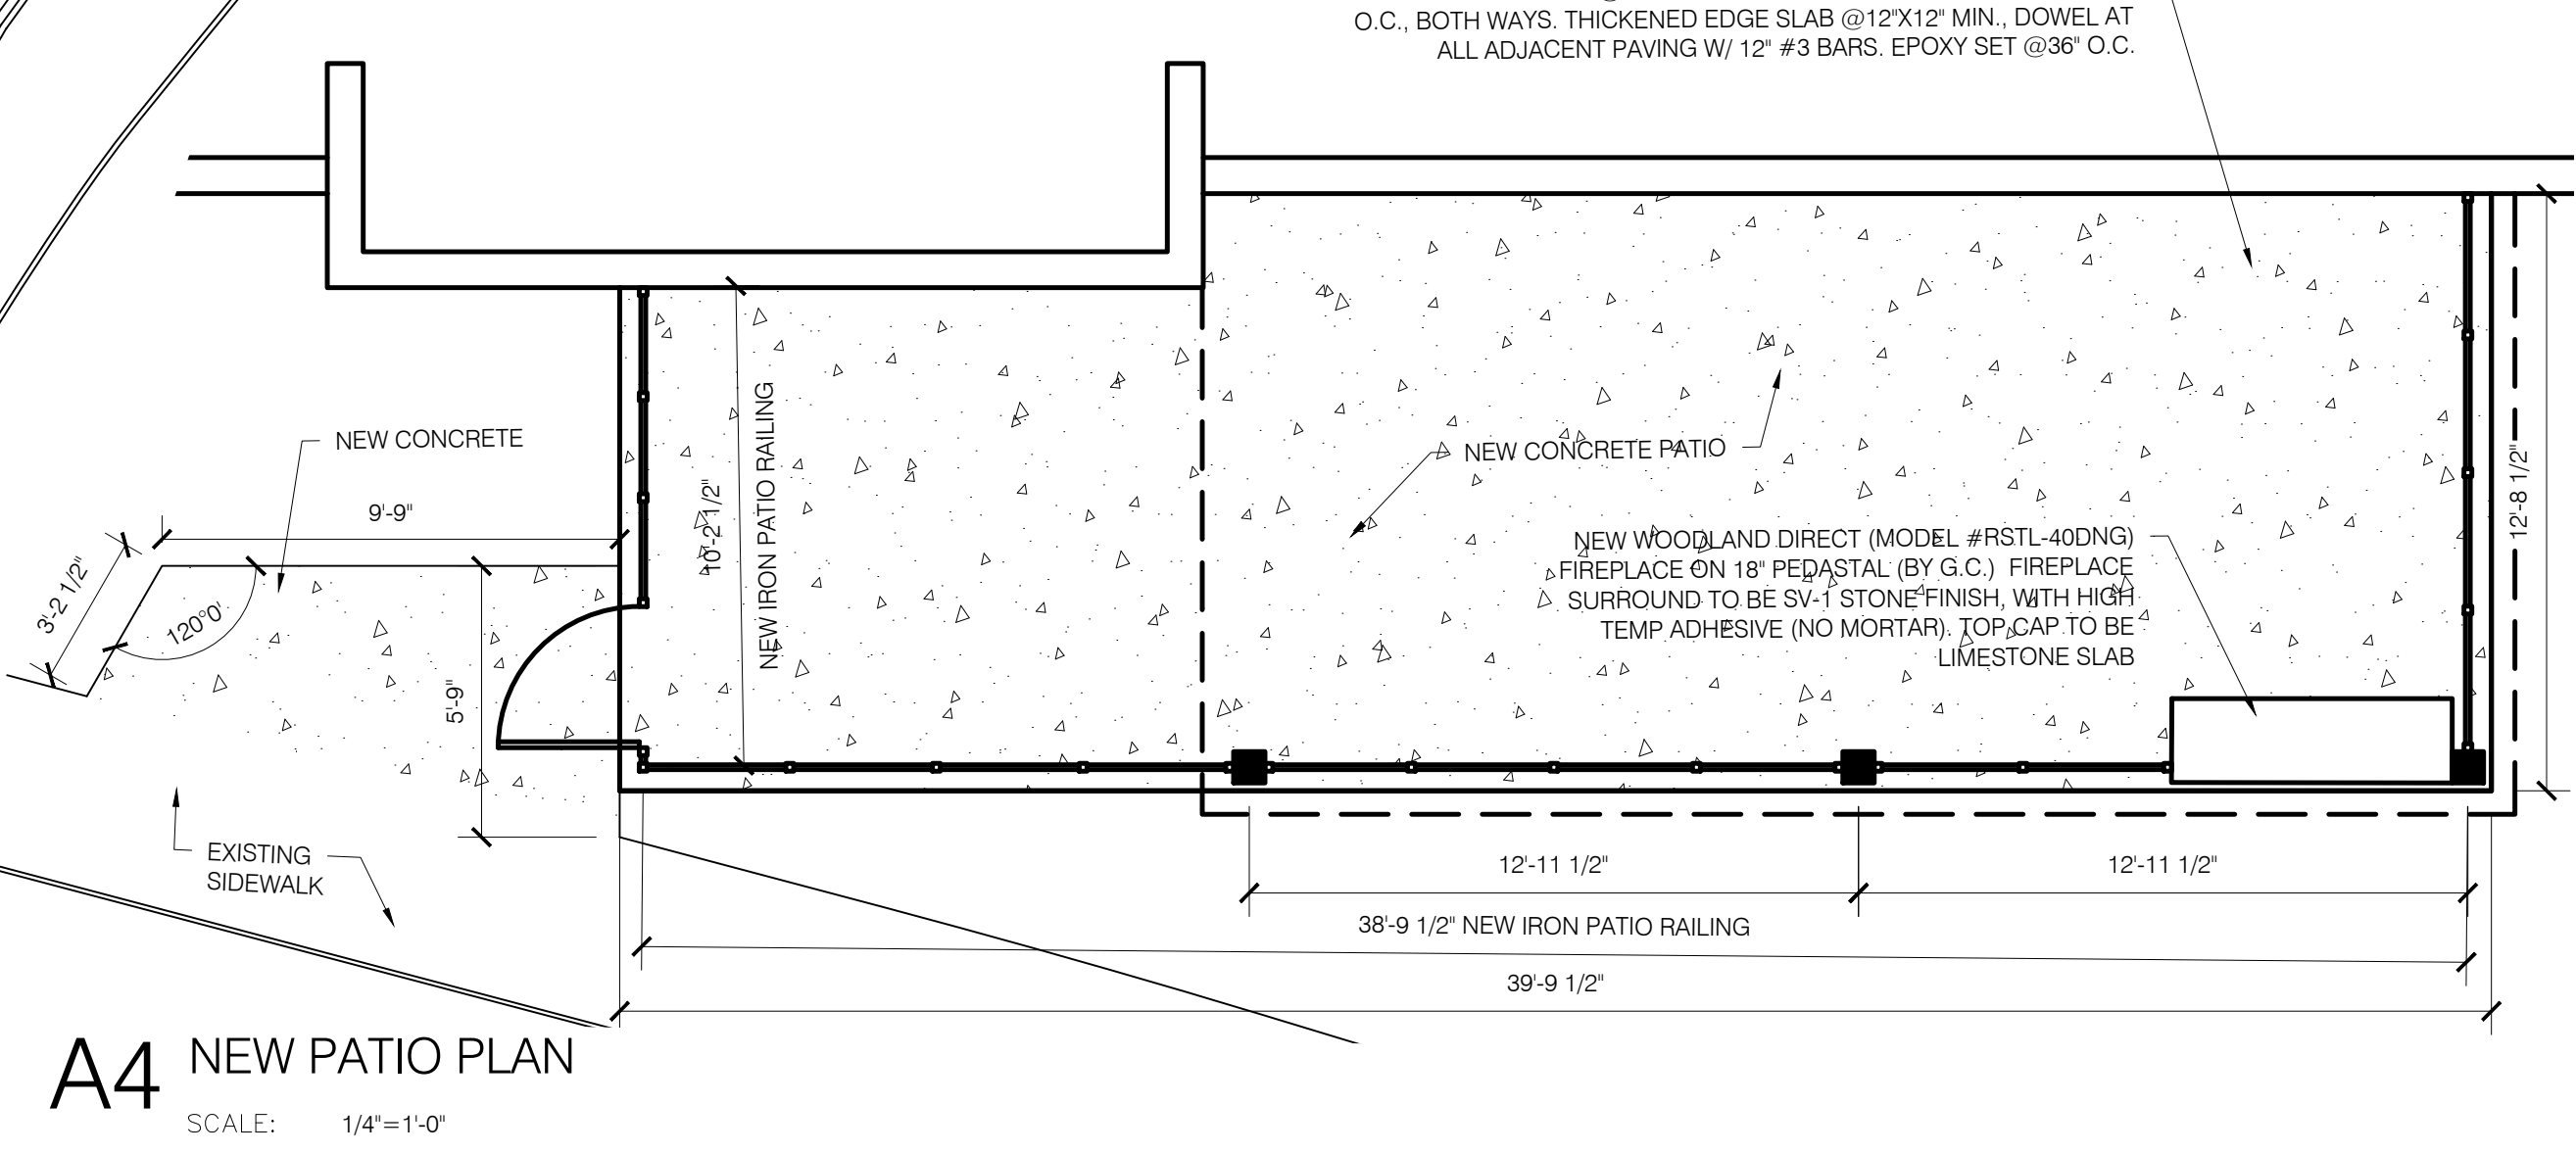 O.C., BOTH WAYS. THICKENED EDGE SLAB @12"X12" MIN., DOWEL AT
ALL ADJACENT PAVING W/ 12" #3 BARS. EPOXY SET @36" O.C.
NEW CONCRETE
9'-9"
3'-2 1/2"
120°0'
5'-9"
10'-2 1/2"
NEW IRON PATIO RAILING
NEW CONCRETE PATIO
12'-8 1/2"
NEW WOODLAND DIRECT (MODEL #RSTL-40DNG)
FIREPLACE ON 18" PEDASTAL (BY G.C.) FIREPLACE
SURROUND TO BE SV-1 STONE FINISH, WITH HIGH
TEMP ADHESIVE (NO MORTAR). TOP CAP TO BE
LIMESTONE SLAB
EXISTING
SIDEWALK
12'-11 1/2"
12'-11 1/2"
38'-9 1/2" NEW IRON PATIO RAILING
39'-9 1/2"
A4 NEW PATIO PLAN
SCALE: 1/4"=1'-0"